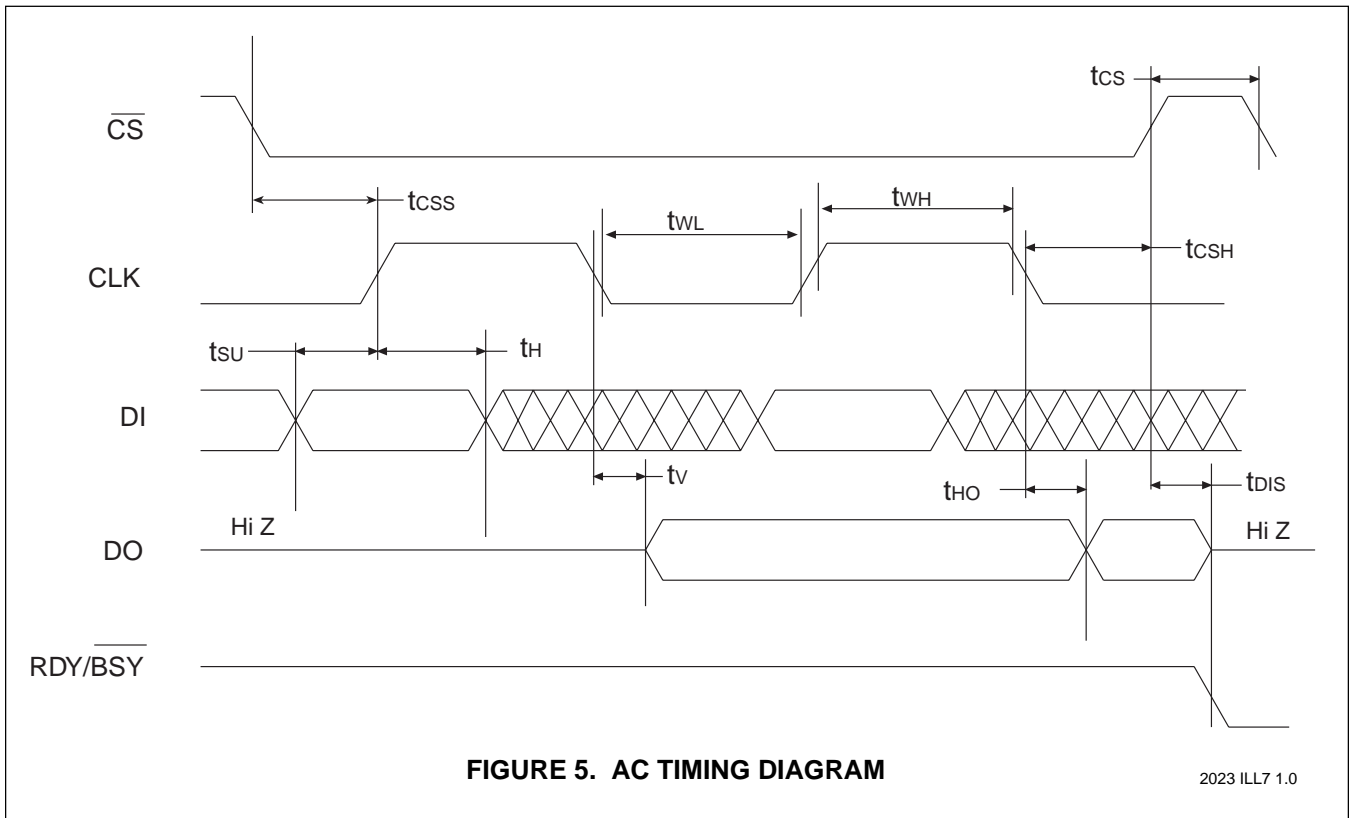 tCS
CS
tCSS
tWL
tWH
tCSH
CLK
tSU
tH
DI
tV
tHO
tDIS
Hi Z
Hi Z
DO
RDY/BSY
FIGURE 5. AC TIMING DIAGRAM
2023 ILL7 1.0